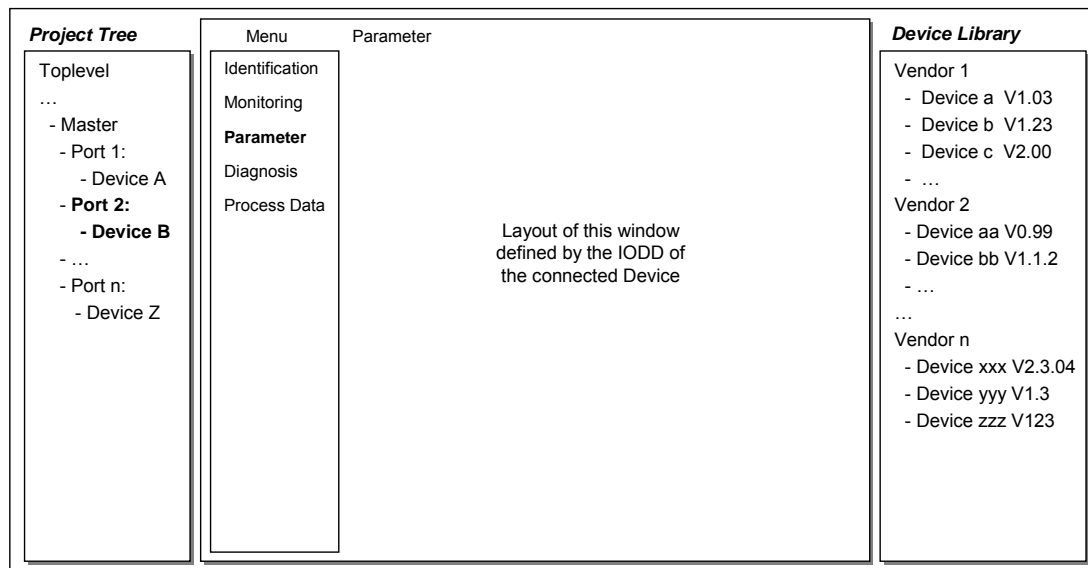 Project Tree
Toplevel
…
- Master
- Port 1:
- Device A
- Port 2:
- Device B
- …
- Port n:
- Device Z
Menu
Identification
Monitoring
Parameter
Diagnosis
Process Data
Parameter
Layout of this window
defined by the IODD of
the connected Device
Device Library
Vendor 1
- Device a V1.03
- Device b V1.23
- Device c V2.00
- …
Vendor 2
- Device aa V0.99
- Device bb V1.1.2
- …
…
Vendor n
- Device xxx V2.3.04
- Device yyy V1.3
- Device zzz V123